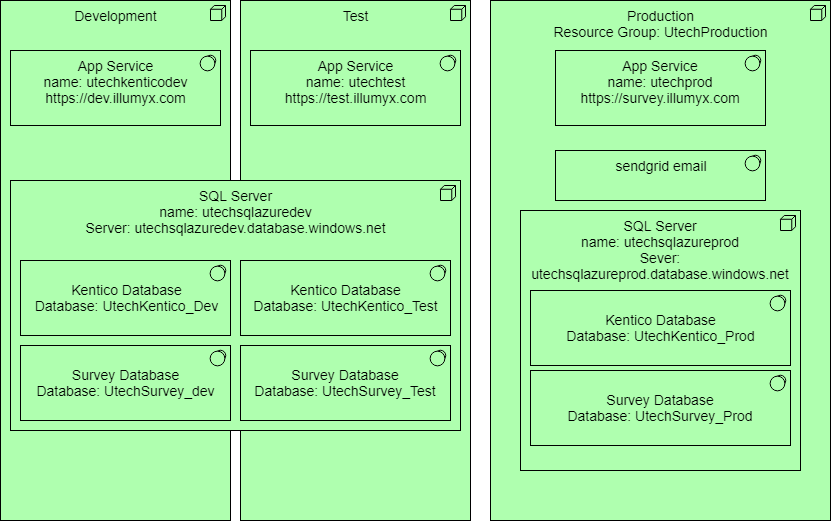 Development
App Service
name: utechkenticodev
https://dev.illumyx.com
Test
App Service
name: utechtest
https://test.illumyx.com
SQL Server
name: utechsqlazuredev
Server: utechsqlazuredev.database.windows.net
Kentico Database
Database: UtechKentico_Dev
Kentico Database
Database: UtechKentico_Test
Survey Database
Database: UtechSurvey_dev
Survey Database
Database: UtechSurvey_Test
Production
Resource Group: UtechProduction
App Service
name: utechprod
https://survey.illumyx.com
sendgrid email
SQL Server
name: utechsqlazureprod
Sever:
utechsqlazureprod.database.windows.net
Kentico Database
Database: UtechKentico_Prod
Survey Database
Database: UtechSurvey_Prod